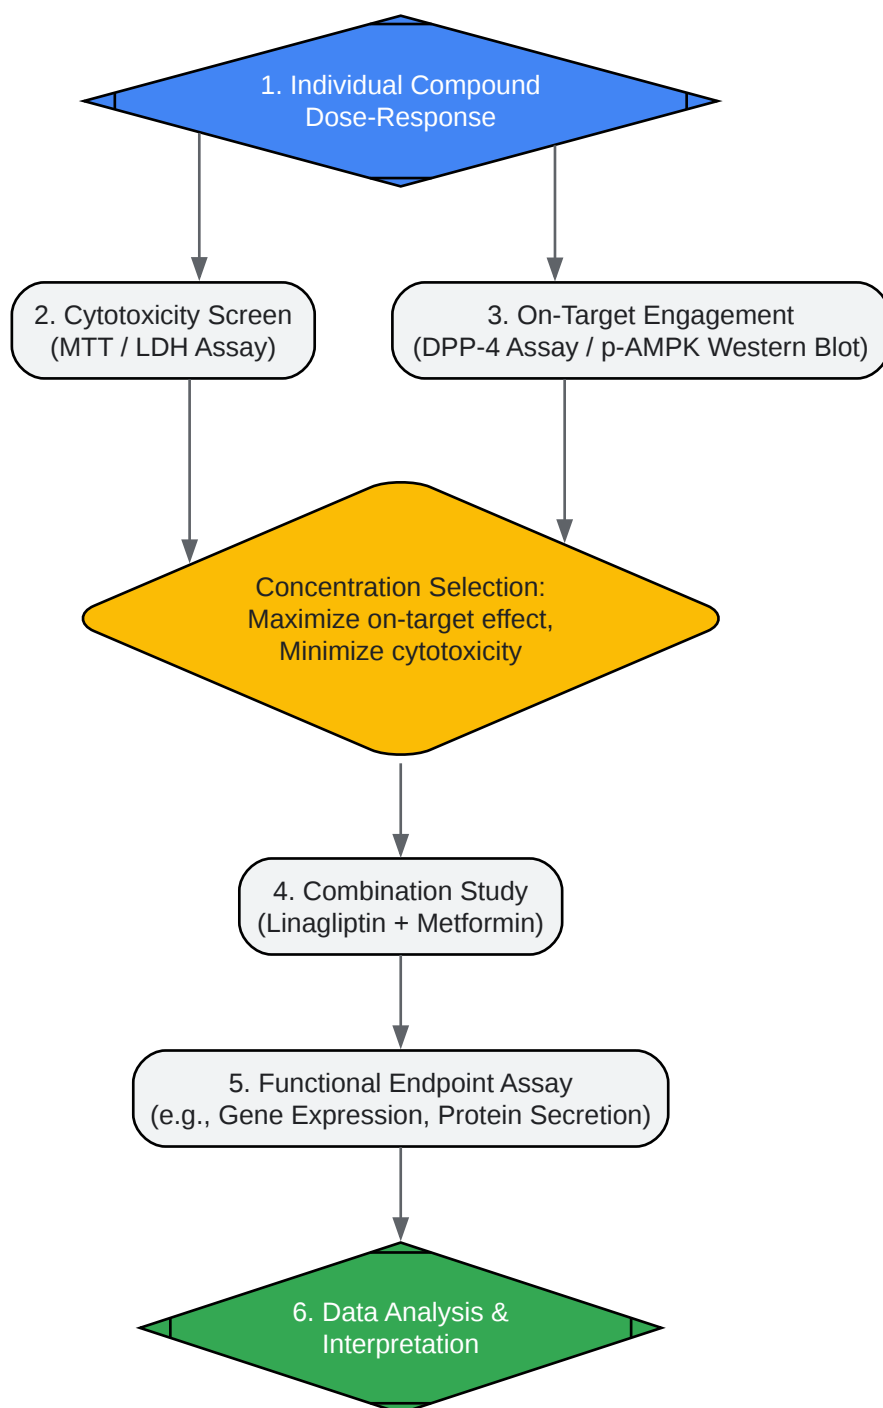 1. Individual Compound
Dose-Response
2. Cytotoxicity Screen
(MTT / LDH Assay)
3. On-Target Engagement
(DPP-4 Assay / p-AMPK Western Blot)
Concentration Selection:
Maximize on-target effect,
Minimize cytotoxicity
4. Combination Study
(Linagliptin + Metformin)
5. Functional Endpoint Assay
(e.g., Gene Expression, Protein Secretion)
6. Data Analysis &
Interpretation